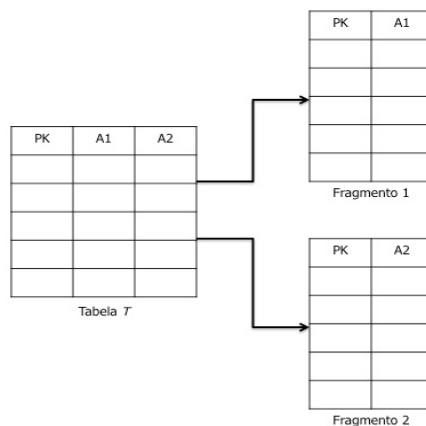 PK A1
Fragmento 1
PK A1 A2
Tabela T
PK A2
Fragmento 2